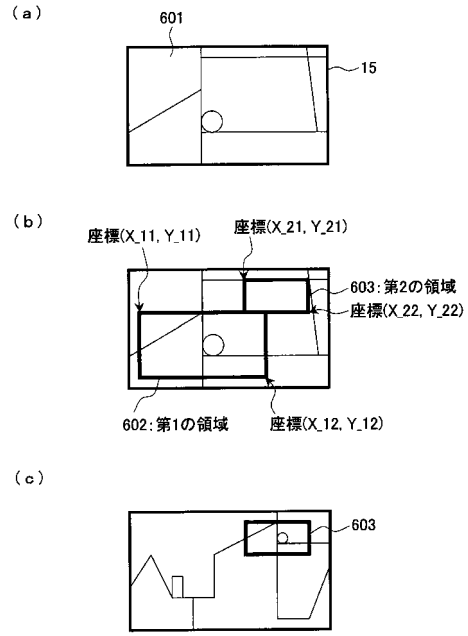 (a)
601
15
(b)
座標(X_11, Y_11)
座標(X_21, Y_21)
603:第2の領域
座標(X_22, Y_22)
602:第1の領域
座標(X_12, Y_12)
(c)
603